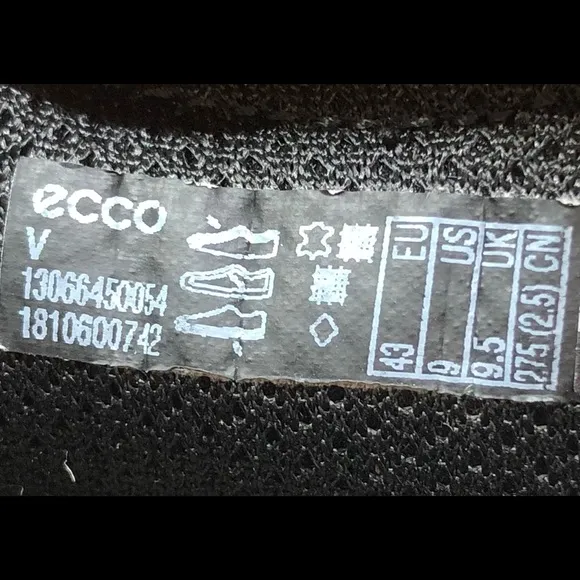 ecco
V
13066450054
1810600742
EU 43
US 9
UK 9.5
CN 275 (2.5)